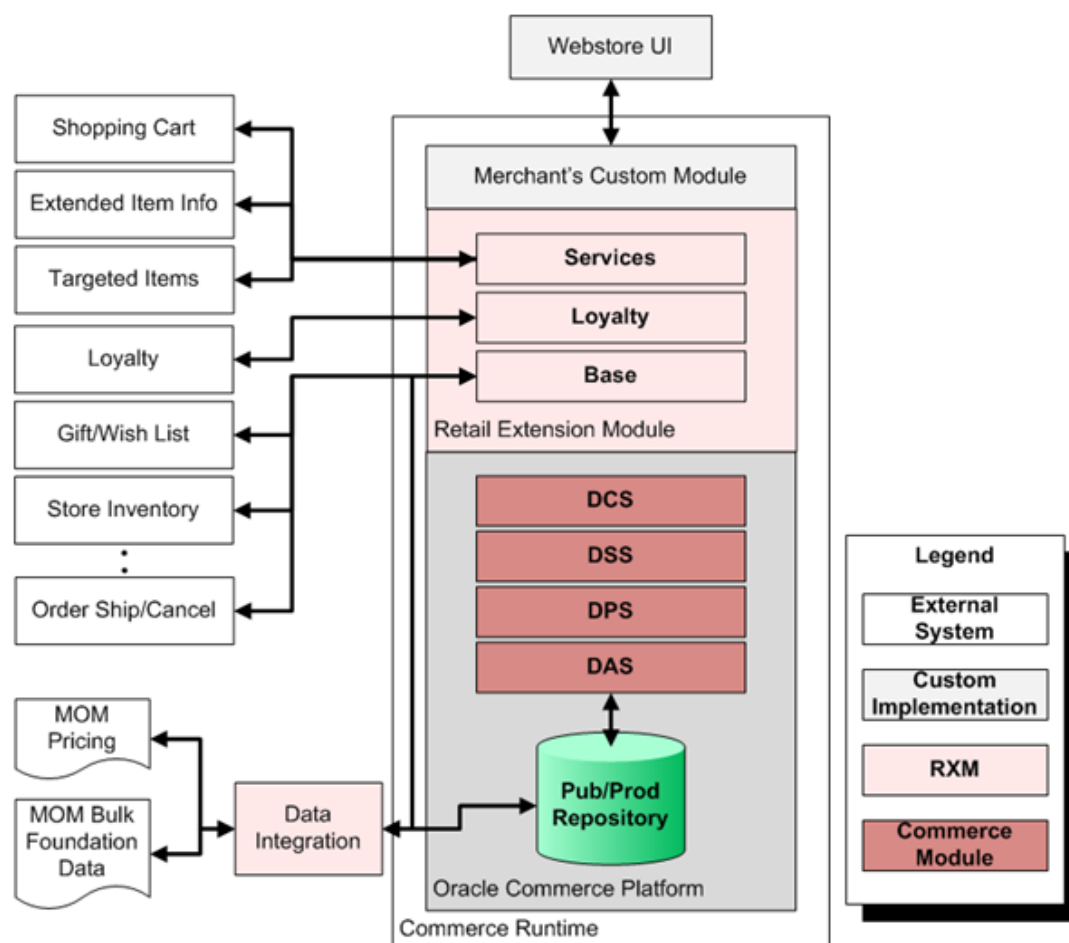 Webstore UI
Shopping Cart
Extended Item Info
Targeted Items
Loyalty
Gift/Wish List
Store Inventory
:
Order Ship/Cancel
MOM
Pricing
MOM Bulk
Foundation
Data
Data
Integration
Merchant's Custom Module
Services
Loyalty
Base
Retail Extension Module
DCS
DSS
DPS
DAS
Pub/Prod
Repository
Oracle Commerce Platform
Commerce Runtime
Legend
External
System
Custom
Implementation
RXM
Commerce
Module